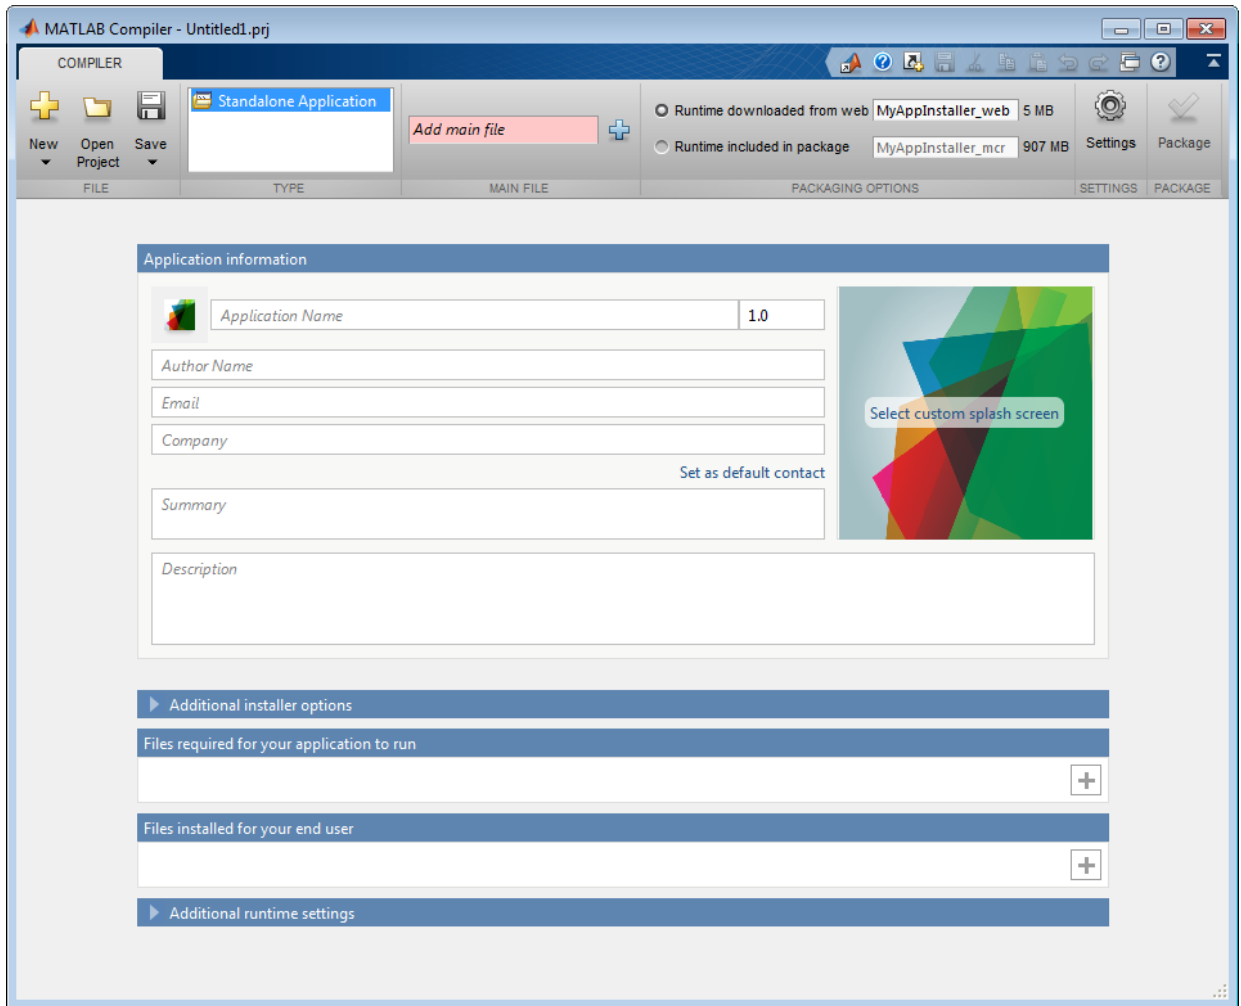 MATLAB Compiler - Untitled1.prj
COMPILER
New
Open Project
Save
FILE
Standalone Application
TYPE
Add main file
MAIN FILE
Runtime downloaded from web MyAppInstaller_web 5 MB
Runtime included in package MyAppInstaller_mcr 907 MB
PACKAGING OPTIONS
Settings
SETTINGS
Package
PACKAGE
Application information
Application Name 1.0
Author Name
Email
Company
Set as default contact
Summary
Select custom splash screen
Description
Additional installer options
Files required for your application to run
Files installed for your end user
Additional runtime settings